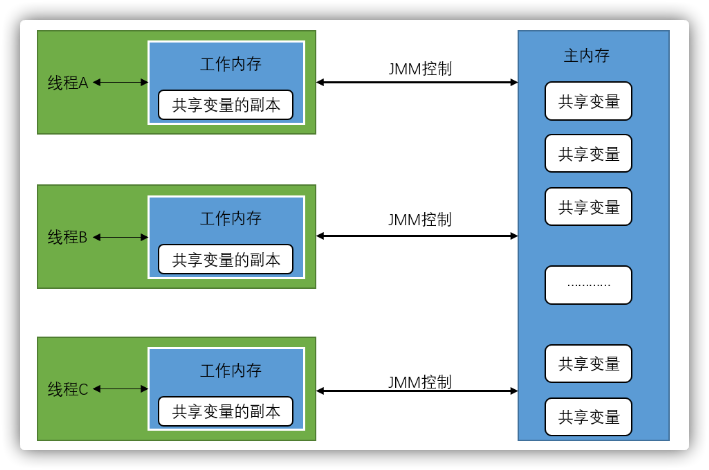 线程A
工作内存
共享变量的副本
JMM控制
线程B
工作内存
共享变量的副本
JMM控制
线程C
工作内存
共享变量的副本
JMM控制
主内存
共享变量
共享变量
共享变量
…………
共享变量
共享变量